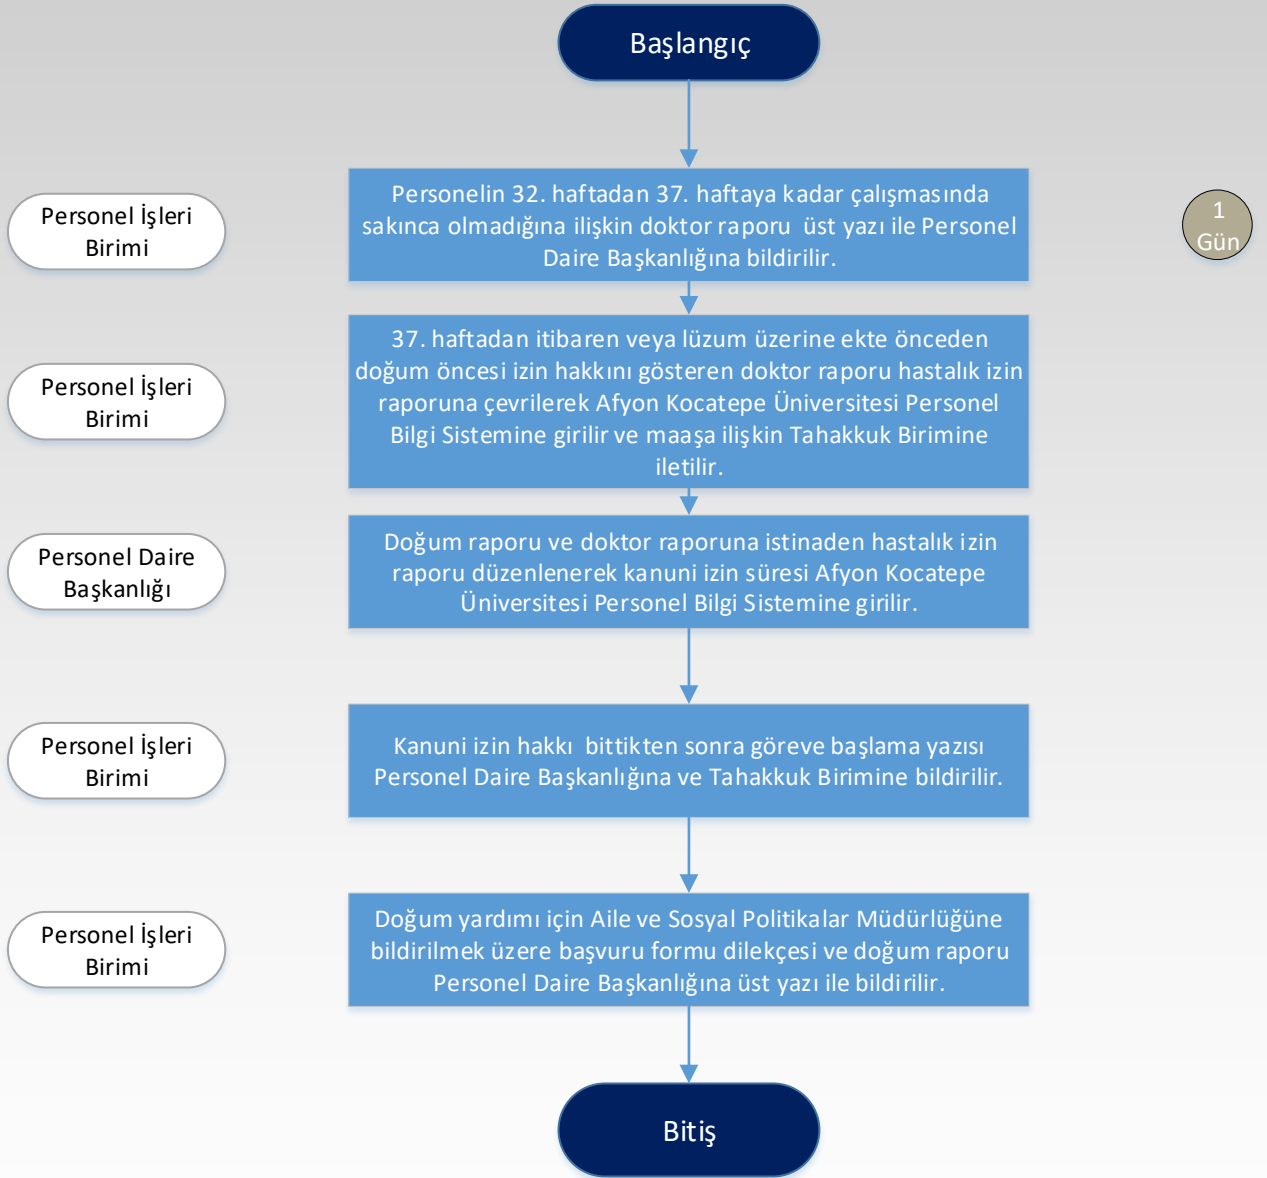 Başlangıç
Personel İşleri
Birimi
Personelin 32. haftadan 37. haftaya kadar çalışmasında
sakınca olmadığına ilişkin doktor raporu  üst yazı ile Personel
Daire Başkanlığına bildirilir.
1
Gün
Personel İşleri
Birimi
37. haftadan itibaren veya lüzum üzerine ekte önceden
doğum öncesi izin hakkını gösteren doktor raporu hastalık izin
raporuna çevrilerek Afyon Kocatepe Üniversitesi Personel
Bilgi Sistemine girilir ve maaşa ilişkin Tahakkuk Birimine
iletilir.
Personel Daire
Başkanlığı
Doğum raporu ve doktor raporuna istinaden hastalık izin
raporu düzenlenerek kanuni izin süresi Afyon Kocatepe
Üniversitesi Personel Bilgi Sistemine girilir.
Personel İşleri
Birimi
Kanuni izin hakkı  bittikten sonra göreve başlama yazısı
Personel Daire Başkanlığına ve Tahakkuk Birimine bildirilir.
Personel İşleri
Birimi
Doğum yardımı için Aile ve Sosyal Politikalar Müdürlüğüne
bildirilmek üzere başvuru formu dilekçesi ve doğum raporu
Personel Daire Başkanlığına üst yazı ile bildirilir.
Bitiş